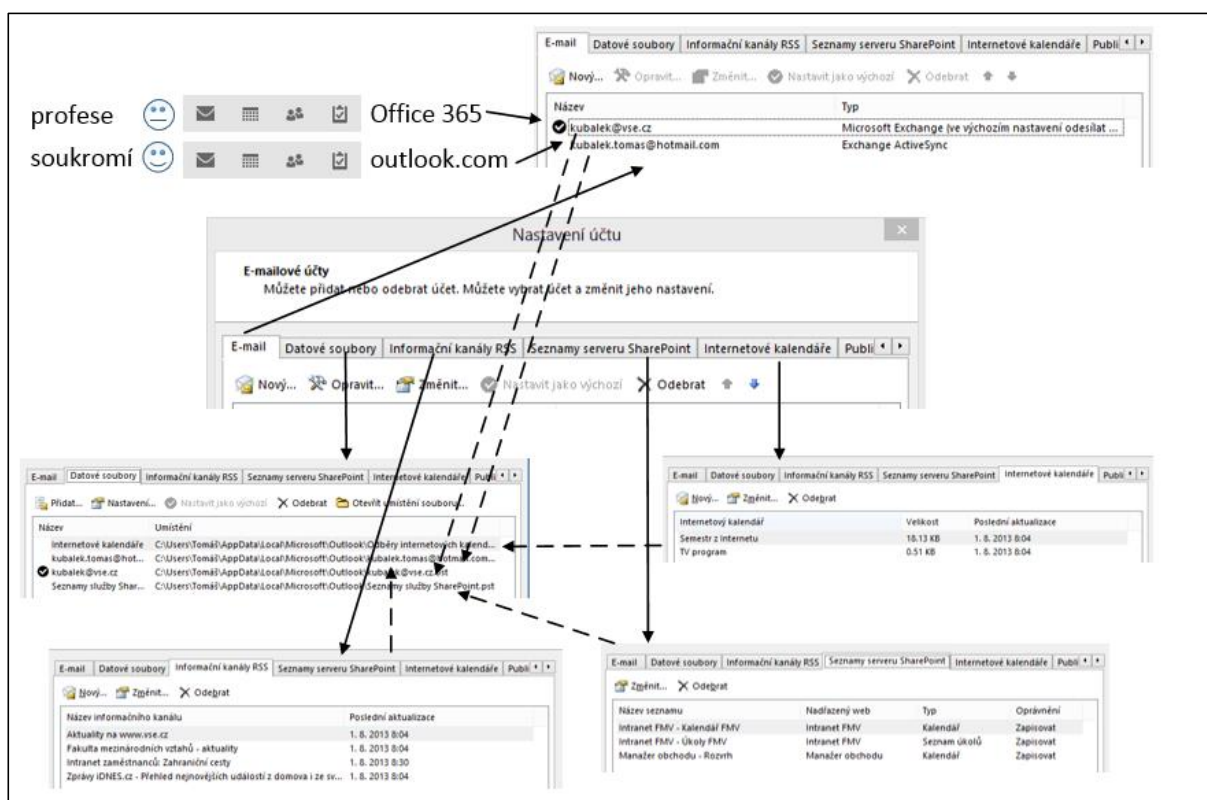 E-mail Datové soubory Informační kanály RSS Seznamy serveru SharePoint Internetové kalendáře Publi
Nový... Opravit... Změnit... Nastavit jako výchozí Odebrat
Název Typ
kubalek@vse.cz Microsoft Exchange (ve výchozím nastavení odesílat ...
kubalek.tomas@hotmail.com Exchange ActiveSync
profese Office 365
soukromí outlook.com
Nastavení účtu
E-mailové účty
Můžete přidat nebo odebrat účet. Můžete vybrat účet a změnit jeho nastavení.
E-mail Datové soubory Informační kanály RSS Seznamy serveru SharePoint Internetové kalendáře Publi
Nový... Opravit... Změnit... Nastavit jako výchozí Odebrat
E-mail Datové soubory Informační kanály RSS Seznamy serveru SharePoint Internetové kalendáře Publi
Přidat... Nastavení... Nastavit jako výchozí Odebrat Otevřít umístění souboru...
Název Umístění
Internetové kalendáře C:\Users\Tomáš\AppData\Local\Microsoft\Outlook\Odběry internetových kalend...
kubalek.tomas@hot... C:\Users\Tomáš\AppData\Local\Microsoft\Outlook\kubalek.tomas@hotmail.com...
kubalek@vse.cz C:\Users\Tomáš\AppData\Local\Microsoft\Outlook\kubalek@vse.cz.ost
Seznamy služby Shar... C:\Users\Tomáš\AppData\Local\Microsoft\Outlook\Seznamy služby SharePoint.pst
E-mail Datové soubory Informační kanály RSS Seznamy serveru SharePoint Internetové kalendáře Publi
Nový... Změnit... Odebrat
Internetový kalendář Velikost Poslední aktualizace
Semestr z Internetu 18.13 KB 1. 8. 2013 8:04
TV program 0.51 KB 1. 8. 2013 8:04
E-mail Datové soubory Informační kanály RSS Seznamy serveru SharePoint Internetové kalendáře Publi
Nový... Změnit... Odebrat
Název informačního kanálu Poslední aktualizace
Aktuality na www.vse.cz 1. 8. 2013 8:04
Fakulta mezinárodních vztahů - aktuality 1. 8. 2013 8:04
Intranet zaměstnanců: Zahraniční cesty 1. 8. 2013 8:30
Zprávy iDNES.cz - Přehled nejnovějších událostí z domova i ze sv... 1. 8. 2013 8:04
E-mail Datové soubory Informační kanály RSS Seznamy serveru SharePoint Internetové kalendáře Publi
Změnit... Odebrat
Název seznamu Nadřazený web Typ Oprávnění
Intranet FMV - Kalendář FMV Intranet FMV Kalendář Zapisovat
Intranet FMV - Úkoly FMV Intranet FMV Seznam úkolů Zapisovat
Manažer obchodu - Rozvrh Manažer obchodu Kalendář Zapisovat